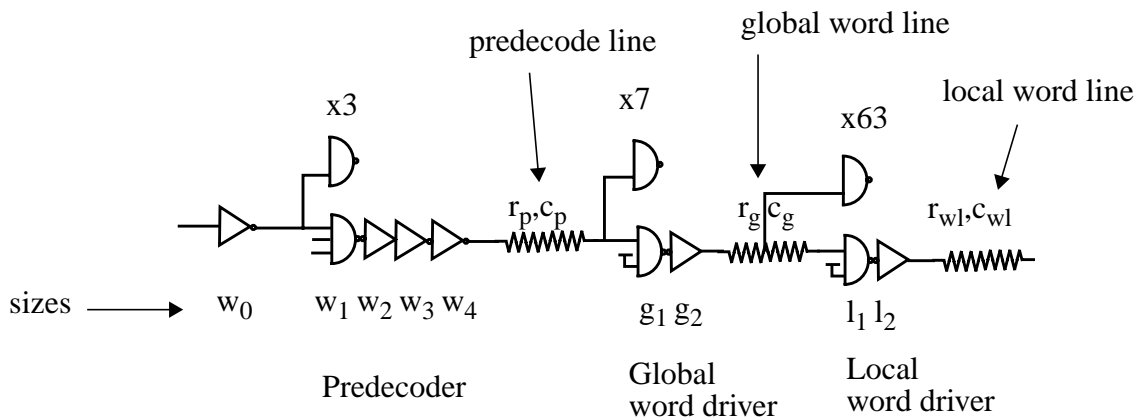 global word line
predecode line
local word line
x3
x7
x63
r_p,c_p
r_g c_g
r_wl,c_wl
sizes
w_0
w_1 w_2 w_3 w_4
g_1 g_2
l_1 l_2
Predecoder
Global
word driver
Local
word driver